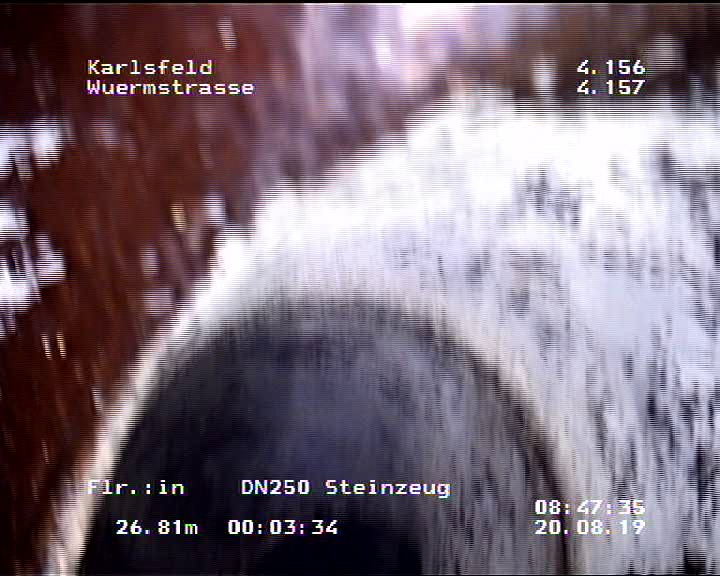 Karlsfeld 4.156
Wuermstrasse 4.157
Flr.:in DN250 Steinzeug
08:47:35
26.81m 00:03:34 20.08.19